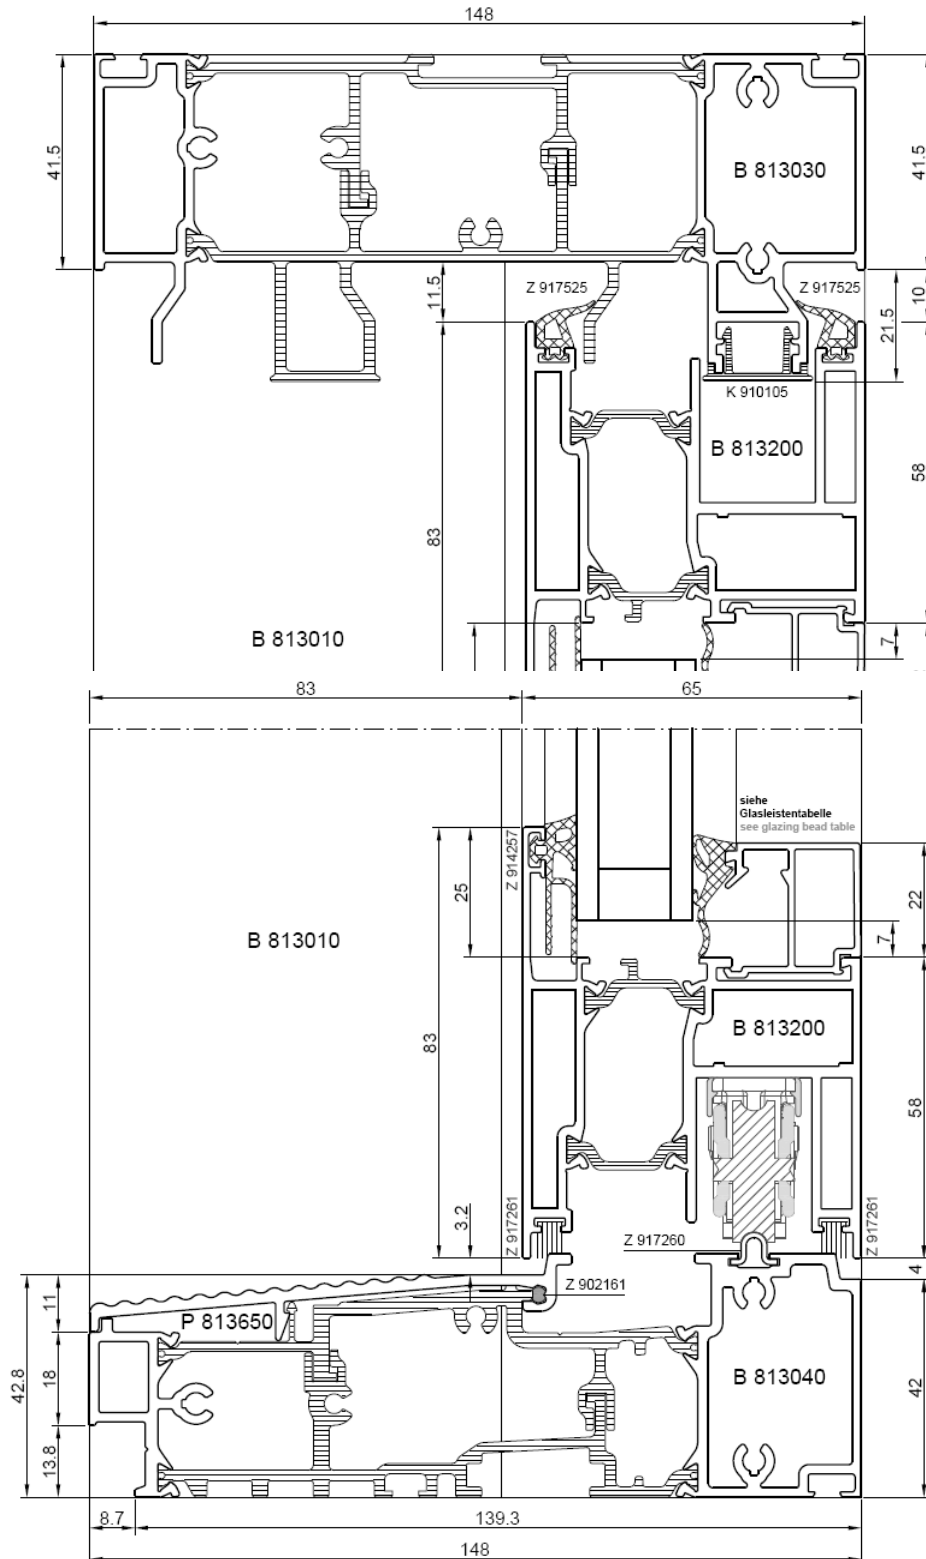 148
41.5
B 813030
41.5
Z 917525
Z 917525
11.5
21.5
10
K 910105
B 813200
83
58
B 813010
7
83
65
siehe
Glasleistentabelle
see glazing bead table
Z 914257
25
22
B 813010
7
83
B 813200
58
3.2
Z 917261
Z 917260
Z 917261
4
11
Z 902161
P 813650
42.8
18
B 813040
42
13.8
8.7
139.3
148